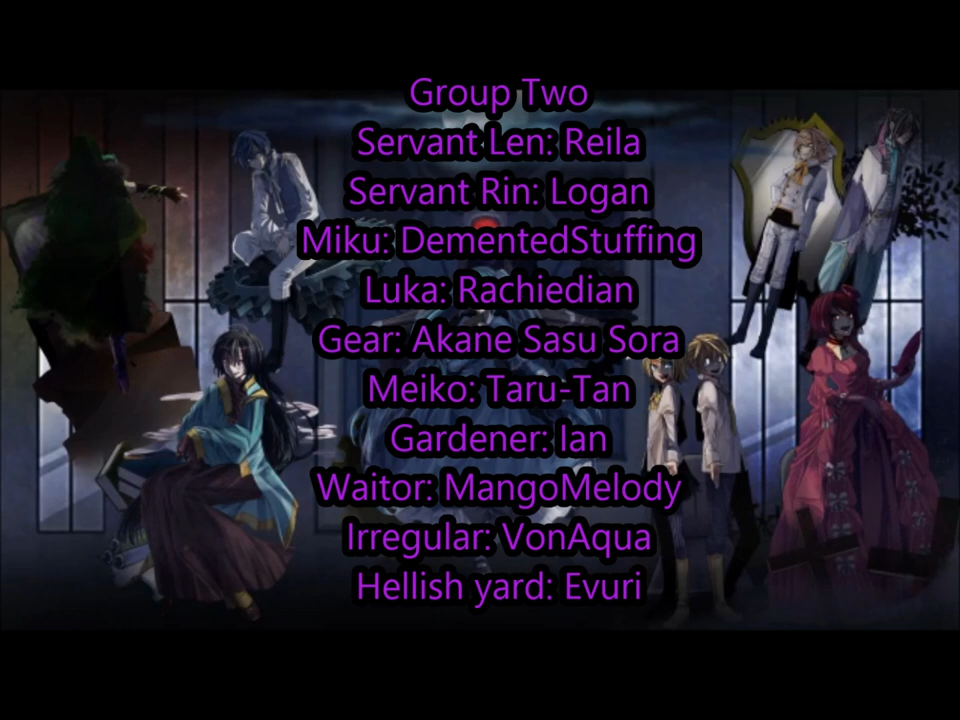 Group Two
Servant Len: Reila
Servant Rin: Logan
Miku: DementedStuffing
Luka: Rachiedian
Gear: Akane Sasu Sora
Meiko: Taru-Tan
Gardener: Ian
Waitor: MangoMelody
Irregular: VonAqua
Hellish yard: Evuri